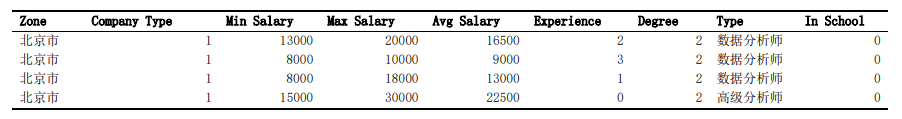 Zone Company Type Min Salary Max Salary Avg Salary Experience Degree Type In School
北京市 1 13000 20000 16500 2 2 数据分析师 0
北京市 1 8000 10000 9000 3 2 数据分析师 0
北京市 1 8000 18000 13000 1 2 数据分析师 0
北京市 1 15000 30000 22500 0 2 高级分析师 0